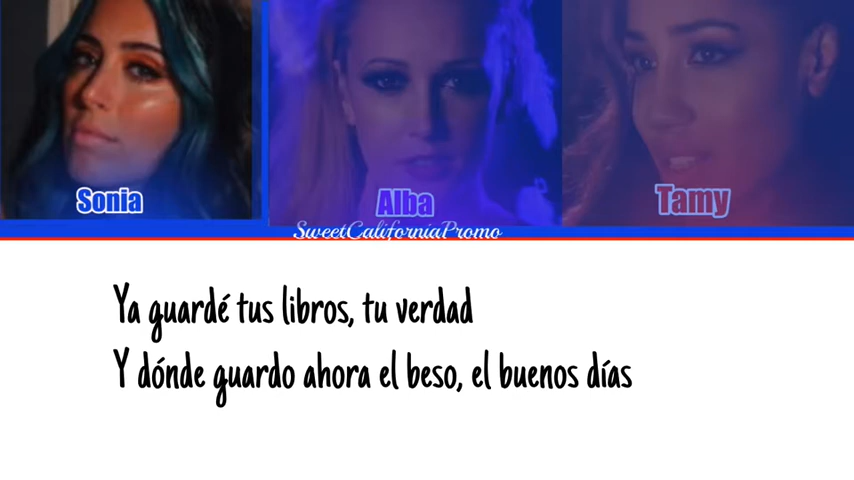 Sonia
Alba
Tamy
SweetCaliforniaPromo
Ya guardé tus libros, tu verdad
Y dónde guardo ahora el beso, el buenos días